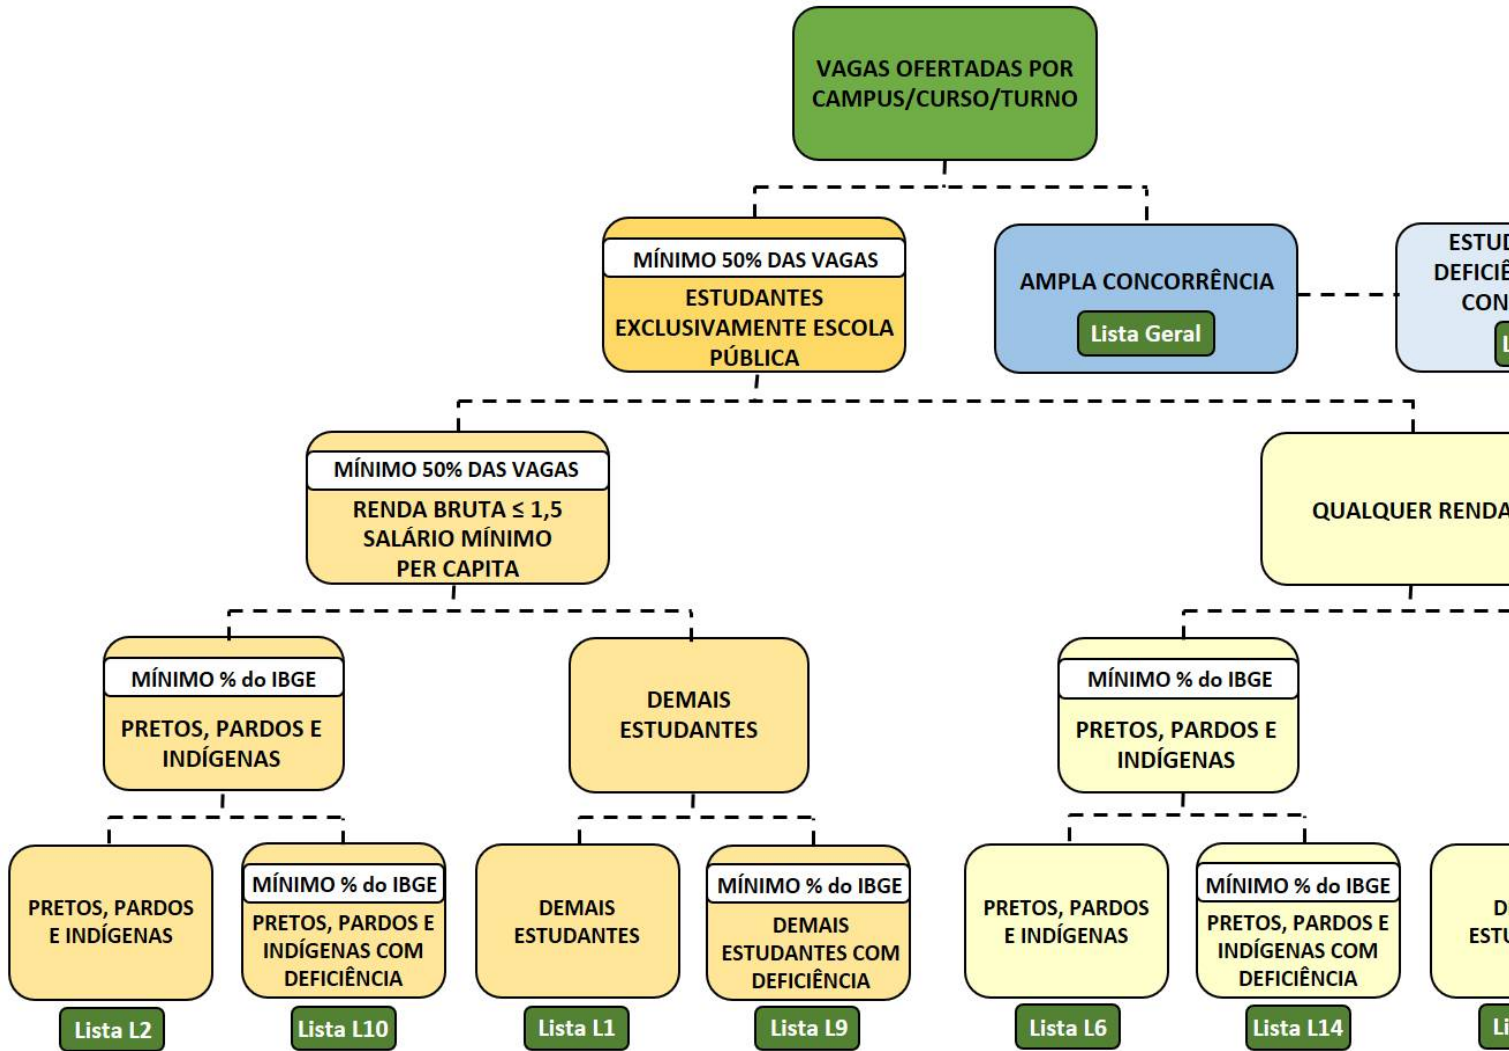 VAGAS OFERTADAS POR
CAMPUS/CURSO/TURNO
MÍNIMO 50% DAS VAGAS
ESTUDANTES
EXCLUSIVAMENTE ESCOLA
PÚBLICA
AMPLA CONCORRÊNCIA
Lista Geral
CON
MÍNIMO 50% DAS VAGAS
RENDA BRUTA ≤ 1,5
SALÁRIO MÍNIMO
PER CAPITA
QUALQUER RENDA
MÍNIMO % do IBGE
PRETOS, PARDOS E
INDÍGENAS
DEMAIS
ESTUDANTES
MÍNIMO % do IBGE
PRETOS, PARDOS E
INDÍGENAS
PRETOS, PARDOS
E INDÍGENAS
Lista L2
MÍNIMO % do IBGE
PRETOS, PARDOS E
INDÍGENAS COM
DEFICIÊNCIA
Lista L10
DEMAIS
ESTUDANTES
Lista L1
MÍNIMO % do IBGE
DEMAIS
ESTUDANTES COM
DEFICIÊNCIA
Lista L9
PRETOS, PARDOS
E INDÍGENAS
Lista L6
MÍNIMO % do IBGE
PRETOS, PARDOS E
INDÍGENAS COM
DEFICIÊNCIA
Lista L14